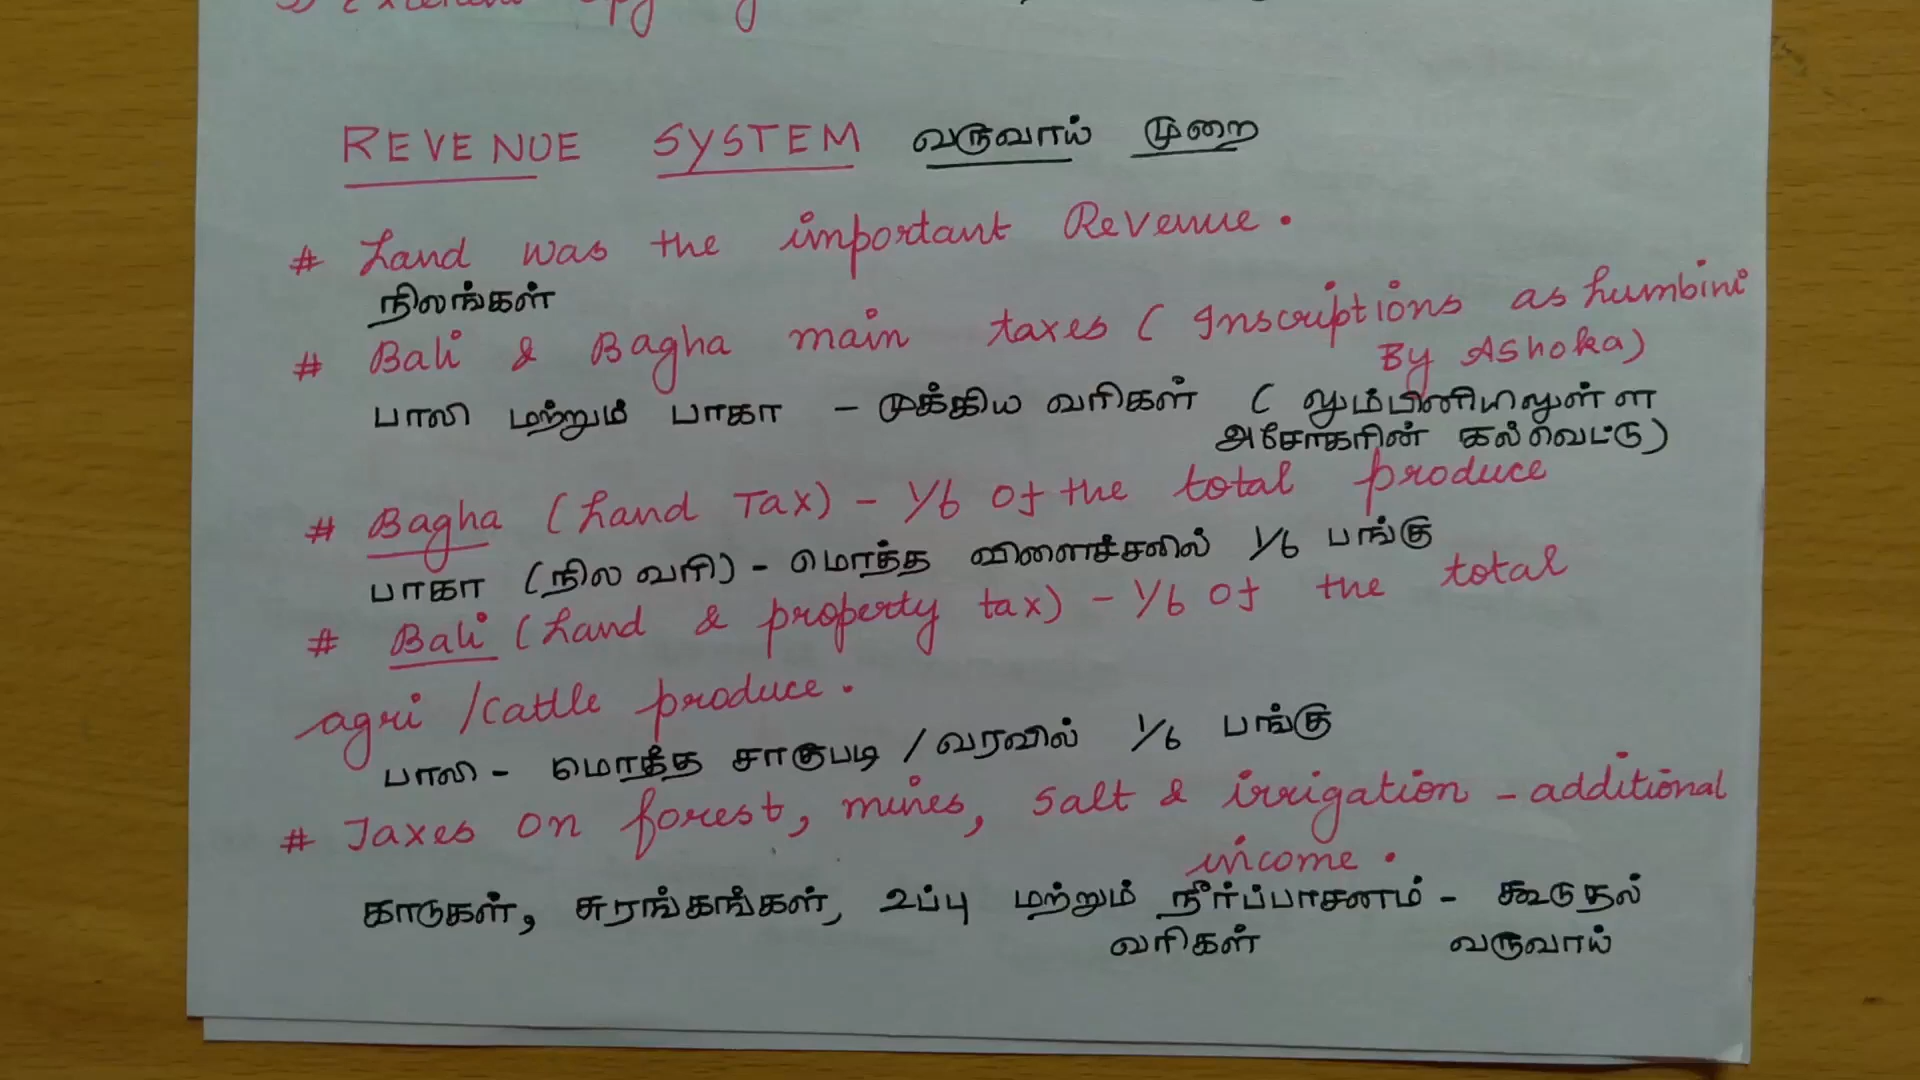 REVENUE SYSTEM வருவாய் முறை
# Land was the important Revenue.
நிலங்கள்
# Bali & Bagha main taxes ( Inscriptions as Lumbini
By Ashoka)
பாலி மற்றும் பாகா - முக்கிய வரிகள் ( லும்பினியிலுள்ள
அசோகரின் கல்வெட்டு)
# Bagha (Land Tax) - 1/6 of the total produce
பாகா (நில வரி) - மொத்த விளைச்சலில் 1/6 பங்கு
# Bali (Land & property tax) - 1/6 of the total
agri /cattle produce.
பாலி - மொத்த சாகுபடி / வரவில் 1/6 பங்கு
# Taxes on forest, mines, salt & irrigation - additional
income.
காடுகள், சுரங்கங்கள், உப்பு மற்றும் நீர்ப்பாசனம் - கூடுதல்
வரிகள் வருவாய்